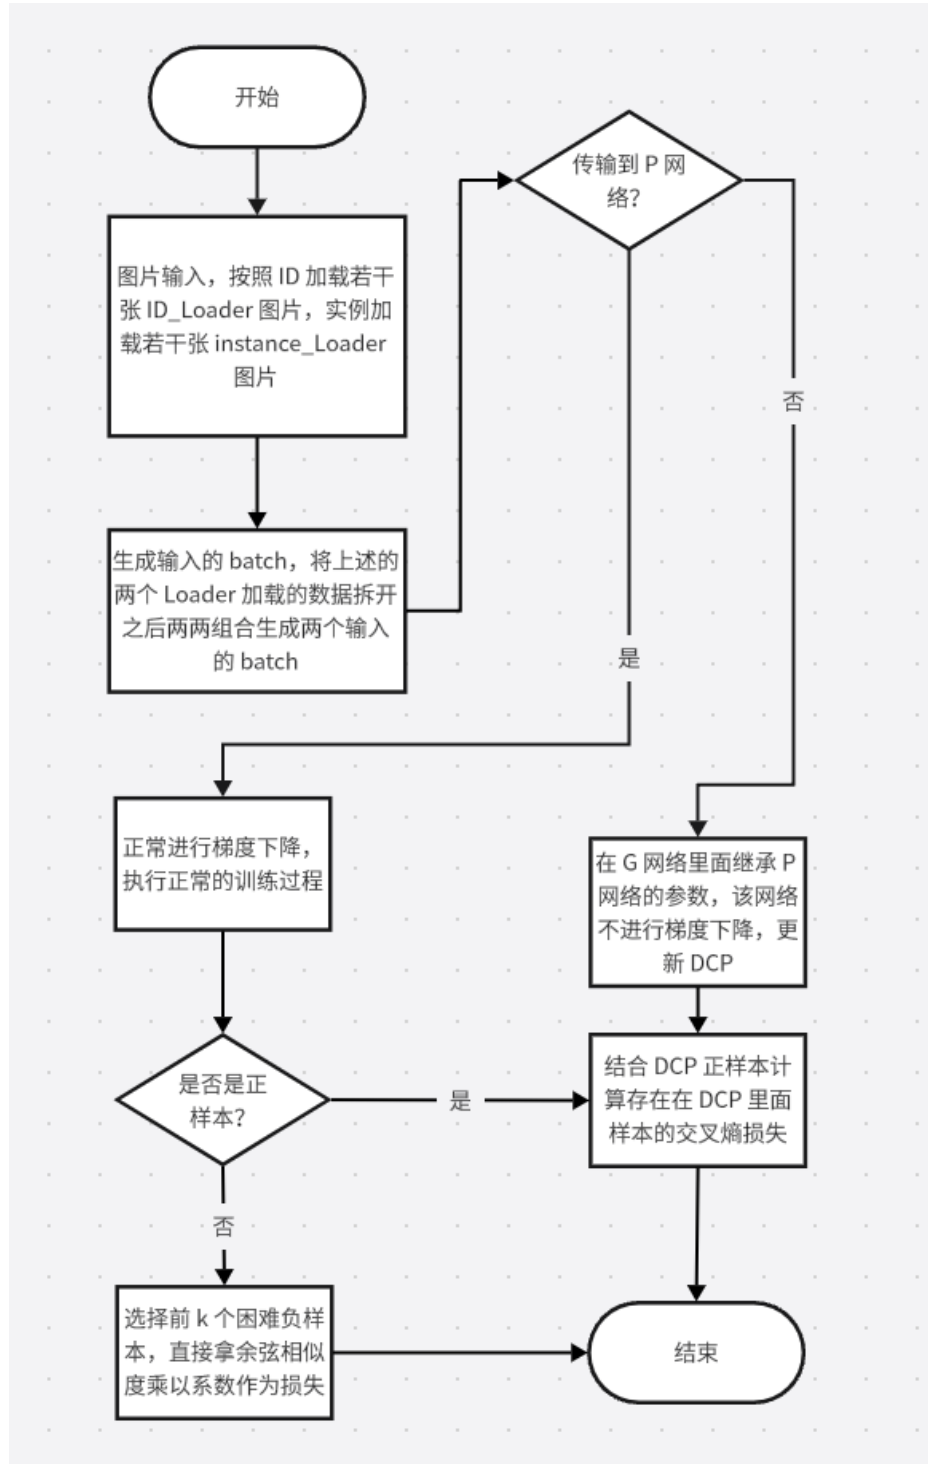 开始
图片输入，按照 ID 加载若干
张 ID_Loader 图片，实例加
载若干张 instance_Loader
图片
生成输入的 batch，将上述的
两个 Loader 加载的数据拆开
之后两两组合生成两个输入
的 batch
传输到 P 网
络？
否
是
正常进行梯度下降，
执行正常的训练过程
在 G 网络里面继承 P
网络的参数，该网络
不进行梯度下降，更
新 DCP
是否是正
样本？
是
结合 DCP 正样本计
算存在在 DCP 里面
样本的交叉熵损失
否
选择前 k 个困难负样
本，直接拿余弦相似
度乘以系数作为损失
结束